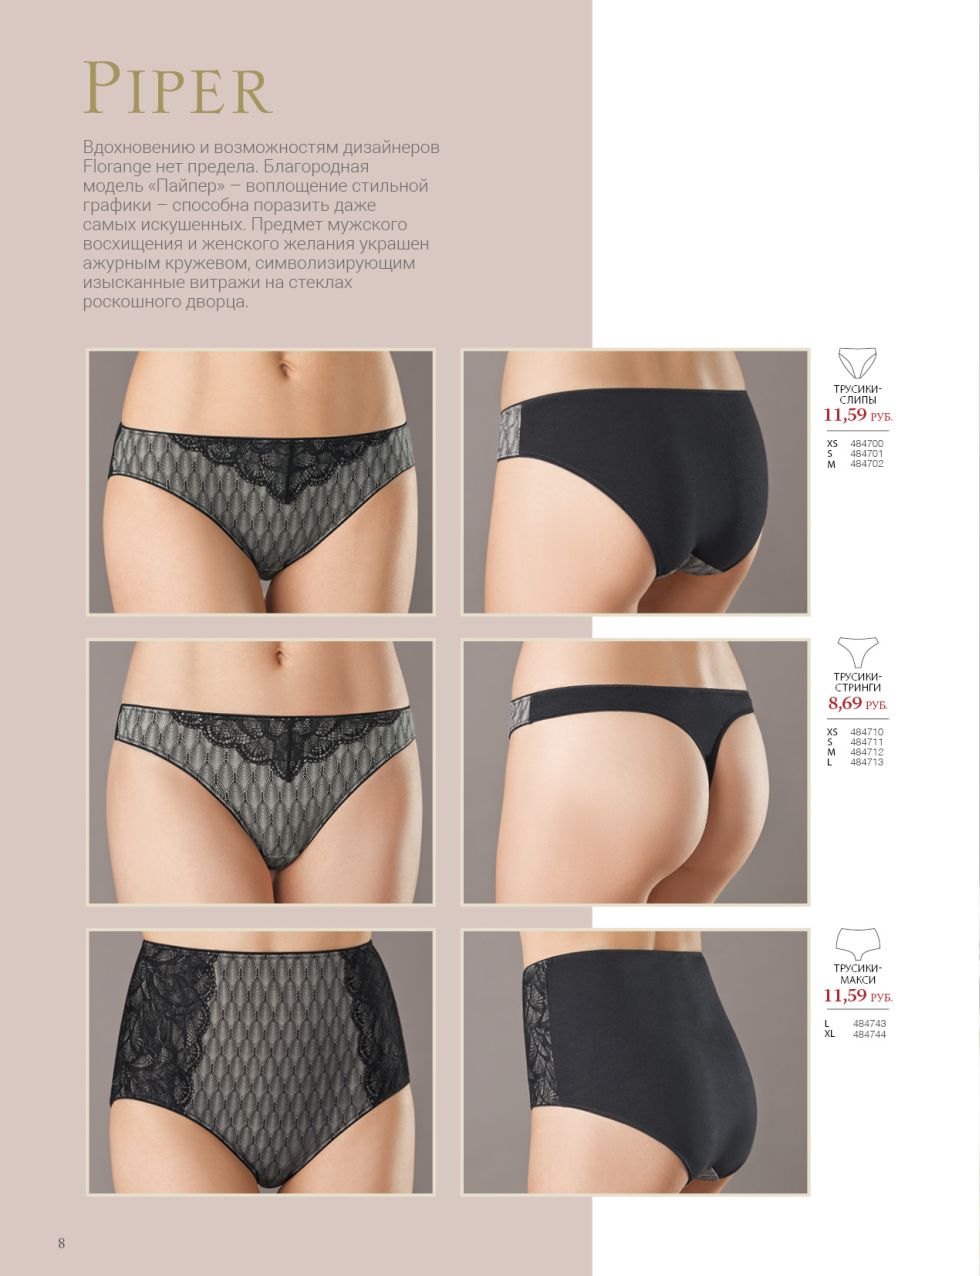 PIPER
Вдохновению и возможностям дизайнеров
Florange нет предела. Благородная
модель «Пайпер» – воплощение стильной
графики – способна поразить даже
самых искушенных. Предмет мужского
восхищения и женского желания украшен
ажурным кружевом, символизирующим
изысканные витражи на стеклах
роскошного дворца.
ТРУСИКИ-
СЛИПЫ
11,59 РУБ.
XS 484700
S 484701
M 484702
ТРУСИКИ-
СТРИНГИ
8,69 РУБ.
XS 484710
S 484711
M 484712
L 484713
ТРУСИКИ-
МАКСИ
11,59 РУБ.
L 484743
XL 484744
8